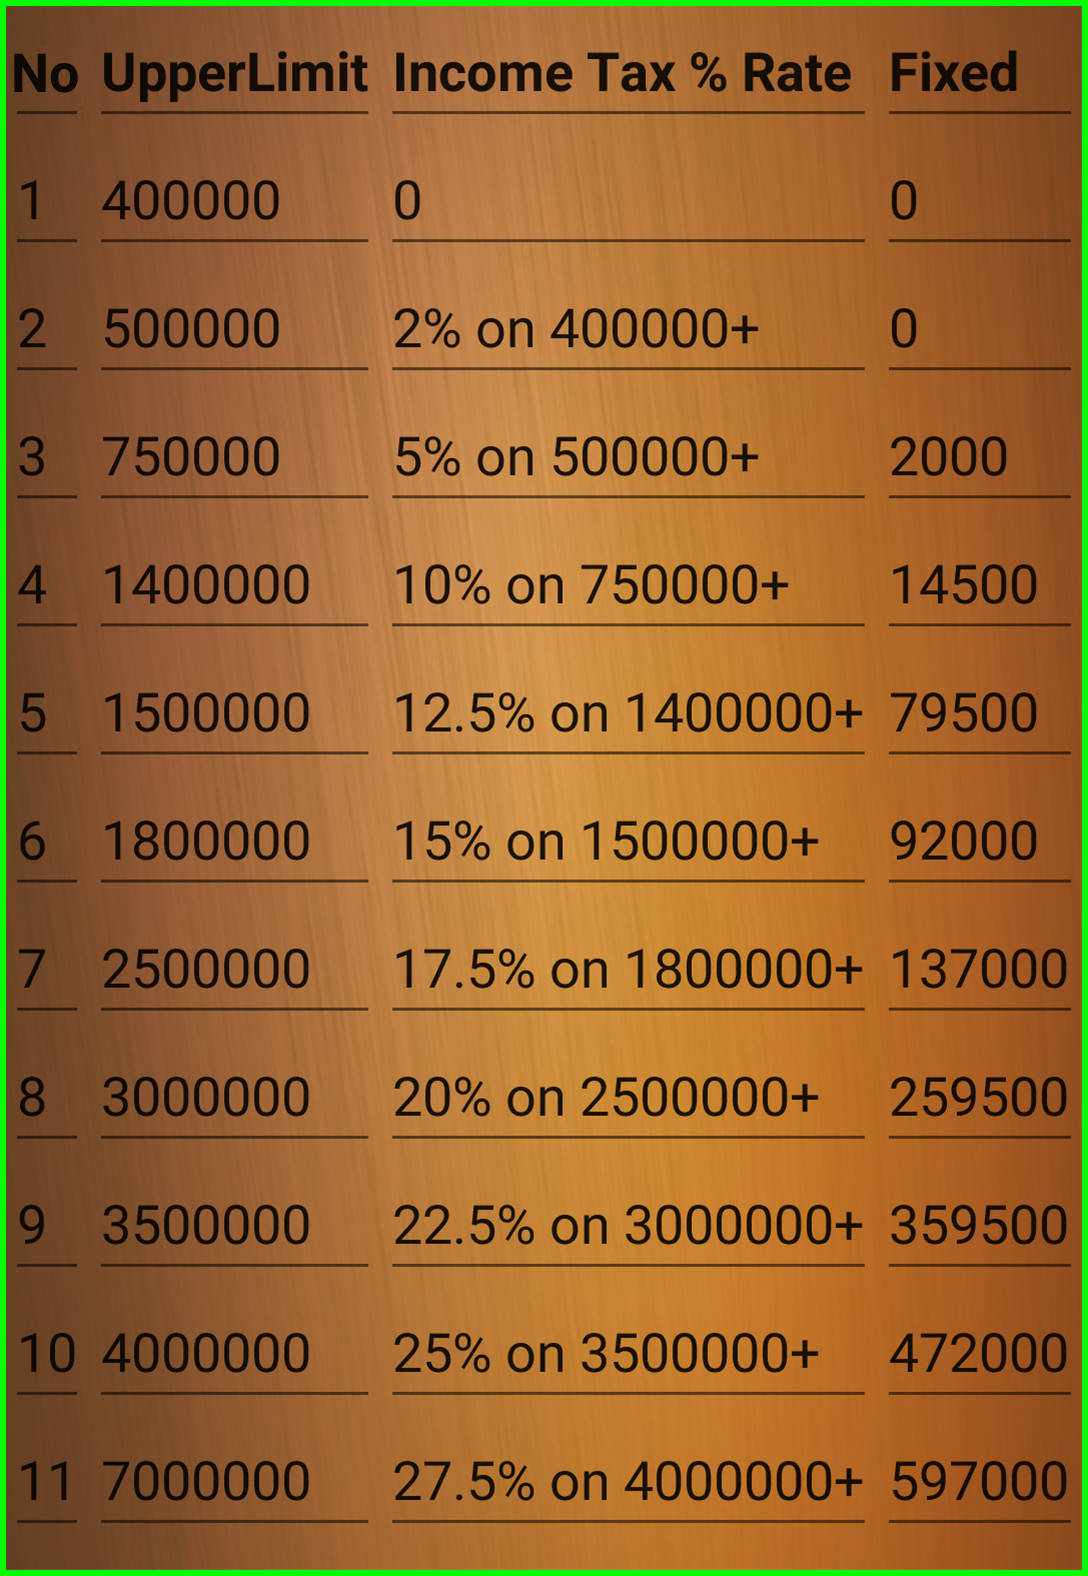 No UpperLimit Income Tax % Rate Fixed
1 400000 0 0
2 500000 2% on 400000+ 0
3 750000 5% on 500000+ 2000
4 1400000 10% on 750000+ 14500
5 1500000 12.5% on 1400000+ 79500
6 1800000 15% on 1500000+ 92000
7 2500000 17.5% on 1800000+ 137000
8 3000000 20% on 2500000+ 259500
9 3500000 22.5% on 3000000+ 359500
10 4000000 25% on 3500000+ 472000
11 7000000 27.5% on 4000000+ 597000